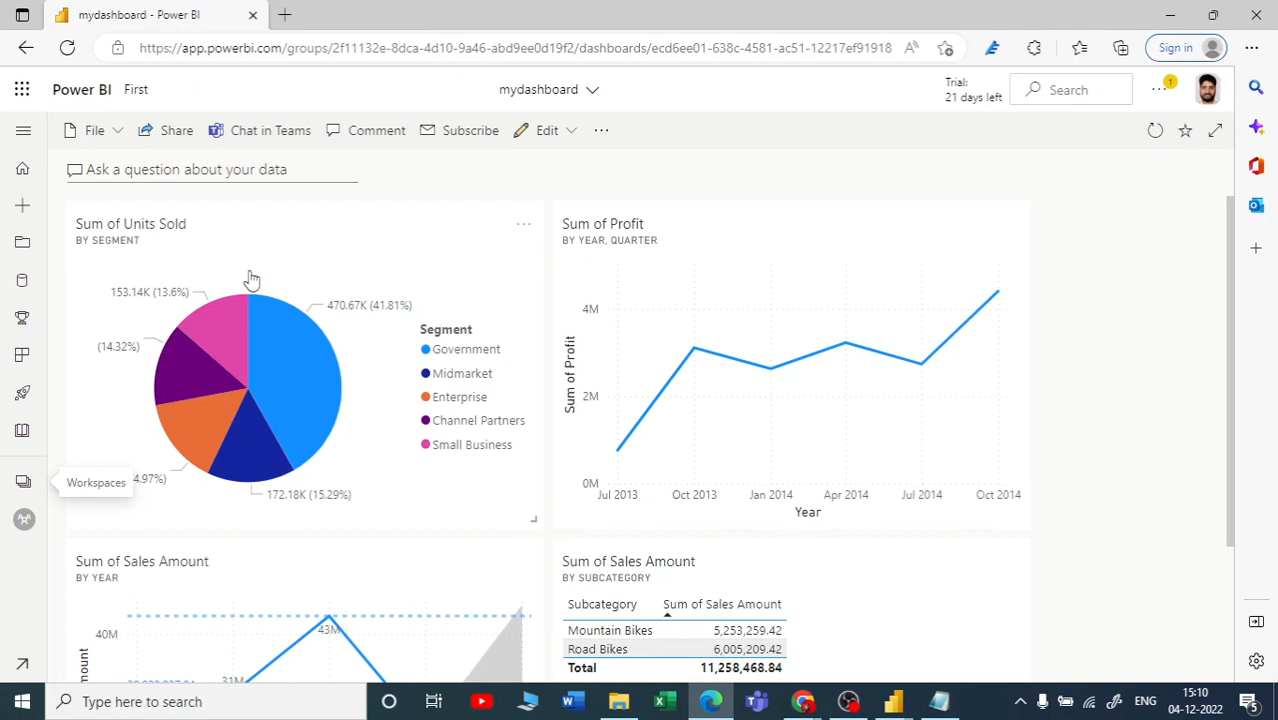 mydashboard - Power BI
https://app.powerbi.com/groups/2f11132e-8dca-4d10-9a46-abd9ee0d19f2/dashboards/ecd6ee01-638c-4581-ac51-12217ef91918
Sign in
Power BI First
mydashboard
Trial:
21 days left
1
Search
File
Share
Chat in Teams
Comment
Subscribe
Edit
Ask a question about your data
Sum of Units Sold
BY SEGMENT
153.14K (13.6%)
470.67K (41.81%)
(14.32%)
4.97%)
172.18K (15.29%)
Segment
Government
Midmarket
Enterprise
Channel Partners
Small Business
Workspaces
Sum of Profit
BY YEAR, QUARTER
Sum of Profit
4M
2M
0M
Jul 2013 Oct 2013 Jan 2014 Apr 2014 Jul 2014 Oct 2014
Year
Sum of Sales Amount
BY YEAR
40M
43M
31M
Sum of Sales Amount
BY SUBCATEGORY
Subcategory Sum of Sales Amount
Mountain Bikes 5,253,259.42
Road Bikes 6,005,209.42
Total 11,258,468.84
Type here to search
ENG
15:10
04-12-2022
5